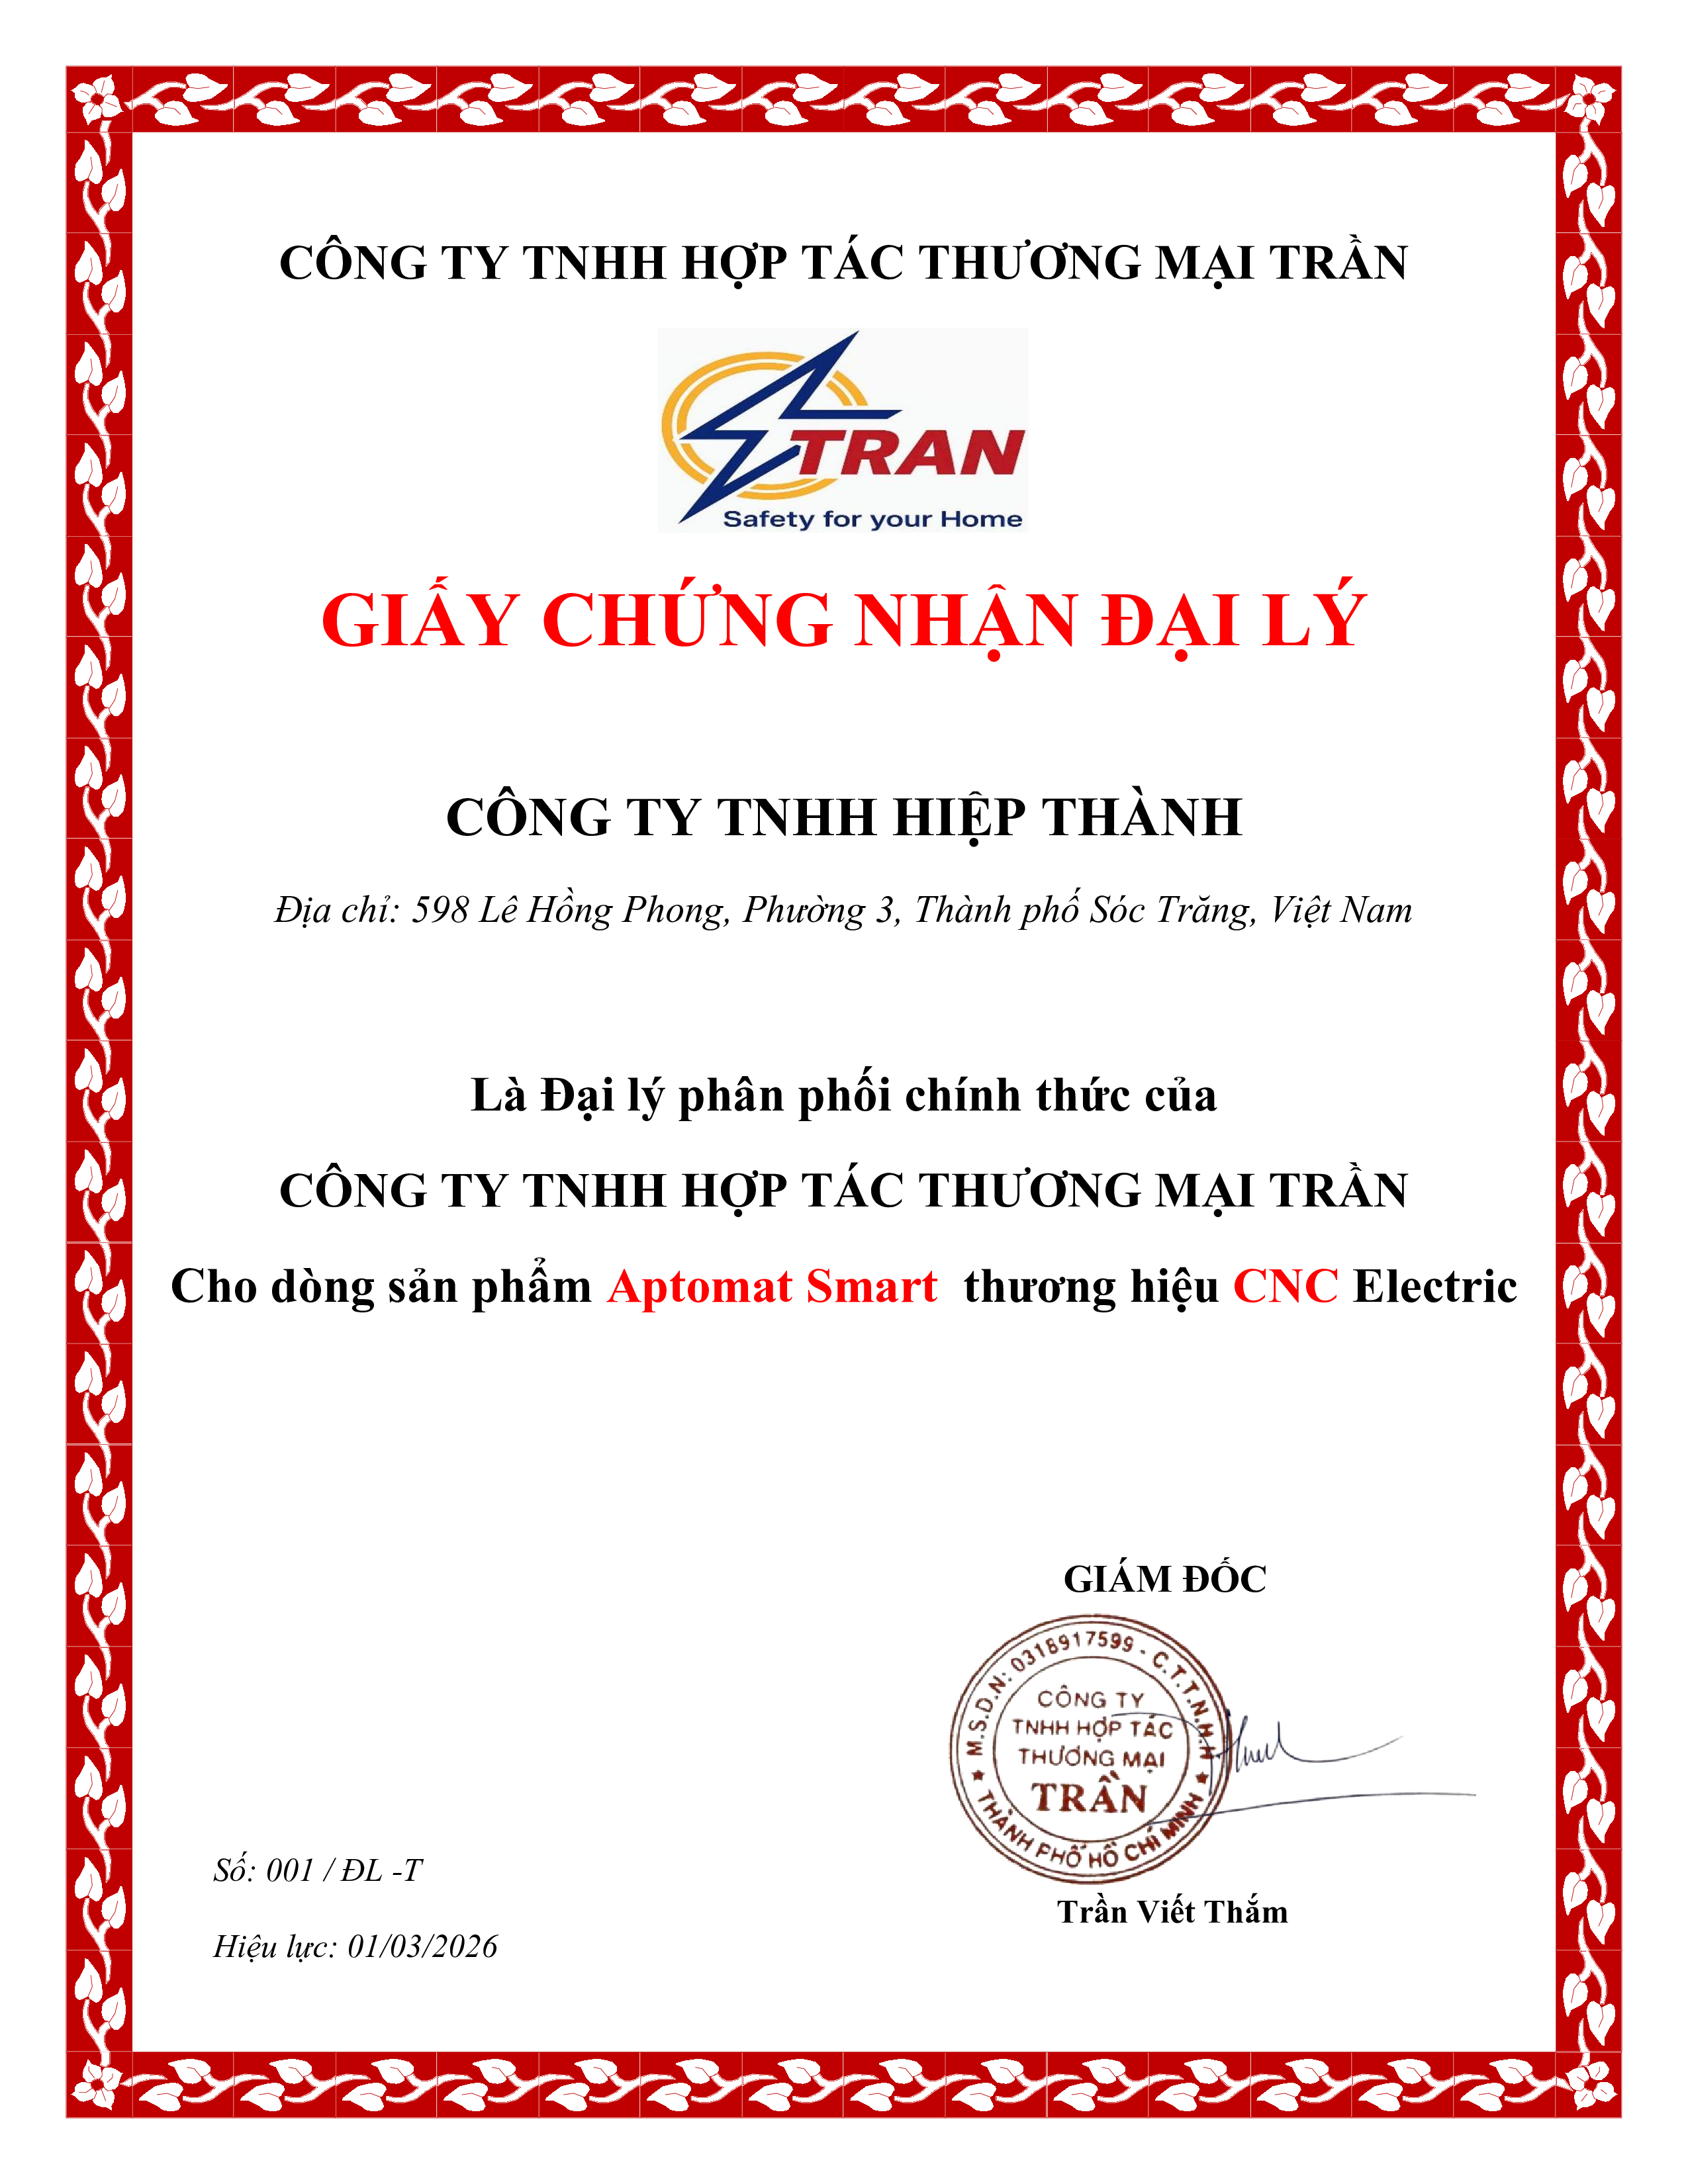 CÔNG TY TNHH HỢP TÁC THƯƠNG MẠI TRẦN
TRAN
Safety for your Home
GIẤY CHỨNG NHẬN ĐẠI LÝ
CÔNG TY TNHH HIỆP THÀNH
Địa chỉ: 598 Lê Hồng Phong, Phường 3, Thành phố Sóc Trăng, Việt Nam
Là Đại lý phân phối chính thức của
CÔNG TY TNHH HỢP TÁC THƯƠNG MẠI TRẦN
Cho dòng sản phẩm Aptomat Smart thương hiệu CNC Electric
GIÁM ĐỐC
M.S.D.N: 0318917599 - C.T.T.N.H.H
CÔNG TY
TNHH HỢP TÁC
THƯƠNG MẠI
TRẦN
THÀNH PHỐ HỒ CHÍ MINH
Trần Viết Thắm
Số: 001 / ĐL -T
Hiệu lực: 01/03/2026